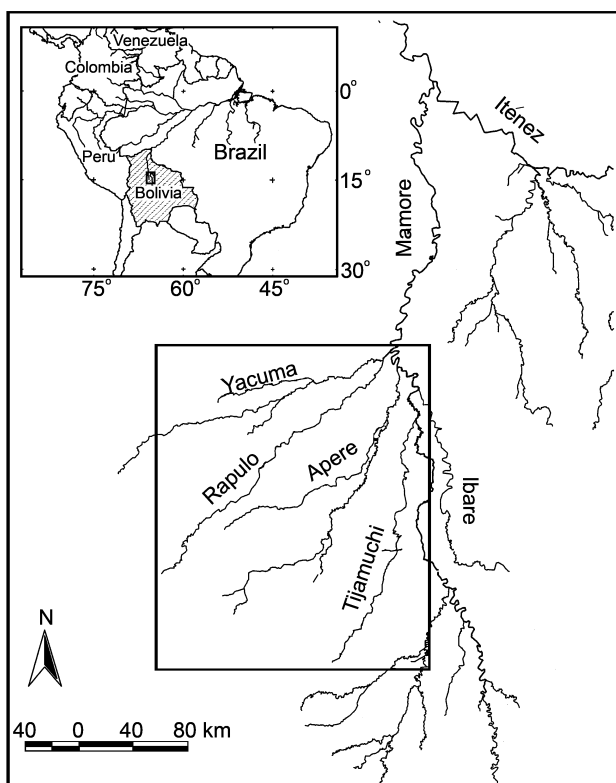 Venezuela
Colombia
Peru
Brazil
Bolivia
0°
15°
30°
75°
60°
45°
Iténez
Mamore
Yacuma
Rapulo
Apere
Tijamuchi
Ibare
N
40 0 40 80 km